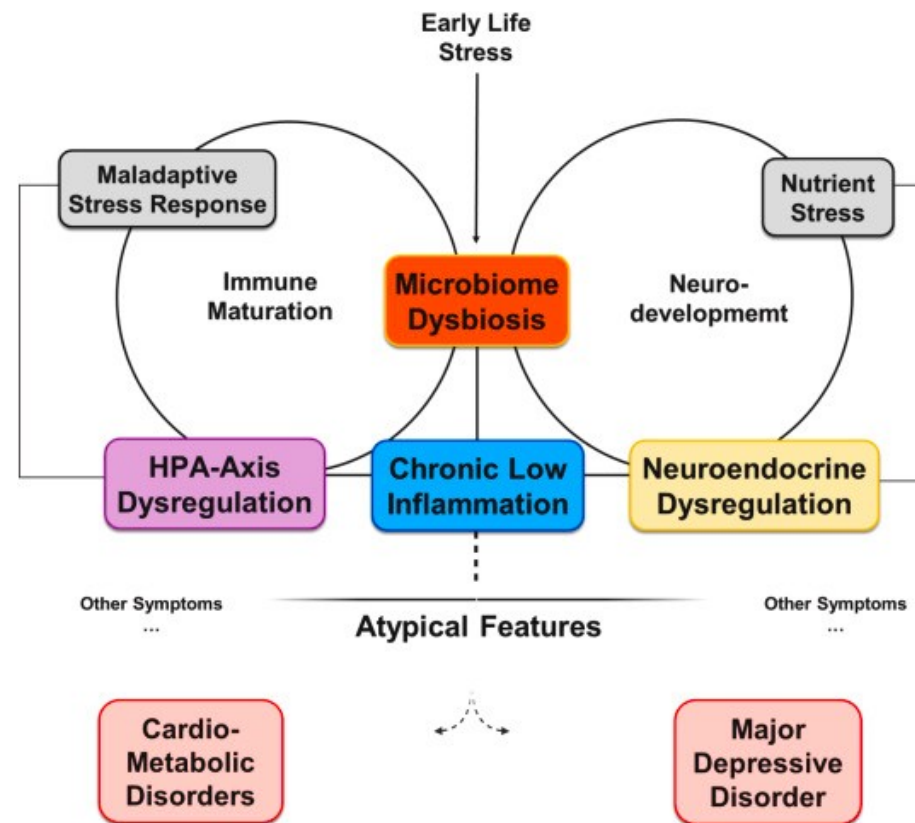 Early Life
Stress
Maladaptive
Stress Response
Nutrient
Stress
Immune
Maturation
Microbiome
Dysbiosis
Neuro-
developmemt
HPA-Axis
Dysregulation
Chronic Low
Inflammation
Neuroendocrine
Dysregulation
Other Symptoms
...
Atypical Features
Other Symptoms
...
Cardio-
Metabolic
Disorders
Major
Depressive
Disorder